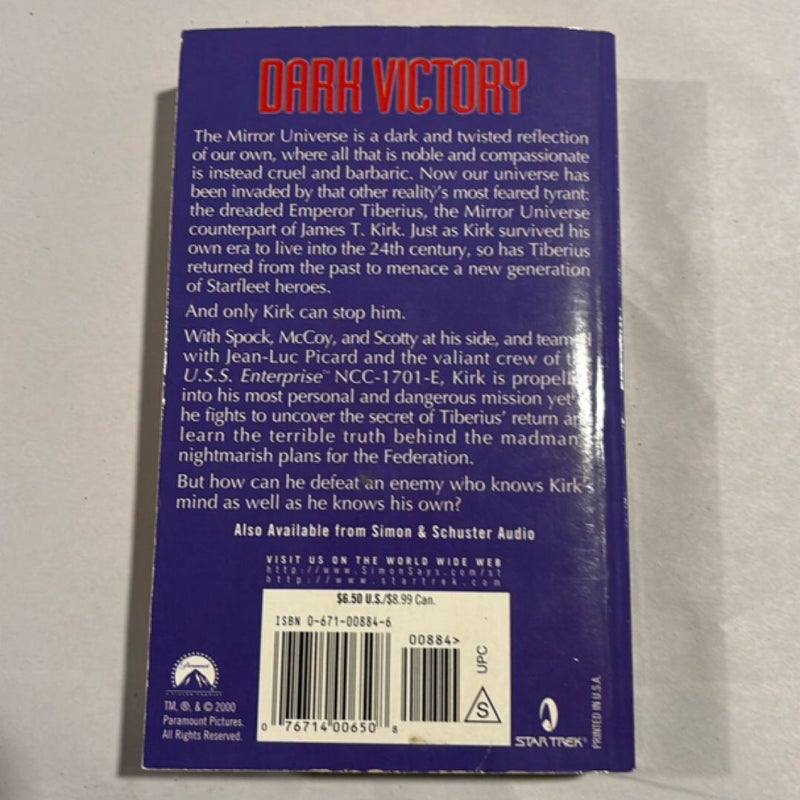 DARK VICTORY
The Mirror Universe is a dark and twisted reflection
of our own, where all that is noble and compassionate
is instead cruel and barbaric. Now our universe has
been invaded by that other reality's most feared tyrant:
the dreaded Emperor Tiberius, the Mirror Universe
counterpart of James T. Kirk. Just as Kirk survived his
own era to live into the 24th century, so has Tiberius
returned from the past to menace a new generation
of Starfleet heroes.
And only Kirk can stop him.
With Spock, McCoy, and Scotty at his side, and
with Jean-Luc Picard and the valiant crew of
U.S.S. Enterprise™ NCC-1701-E, Kirk is
into his most personal and dangerous mission yet
he fights to uncover the secret of Tiberius' return
learn the terrible truth behind the madman
nightmarish plans for the Federation.
But how can he defeat an enemy who knows Kirk
mind as well as he knows his own?
Also Available from Simon & Schuster Audio
VISIT US ON THE WORLD WIDE WEB
http://www.SimonSays.com/st
http://www.startrek.com
$6.50 U.S./$8.99 Can.
ISBN 0-671-00884-6
00884>
UPC
S
0 76714 00650 8
Paramount
TM, ®, & © 2000
Paramount Pictures.
All Rights Reserved.
STAR TREK®
PRINTED IN U.S.A.